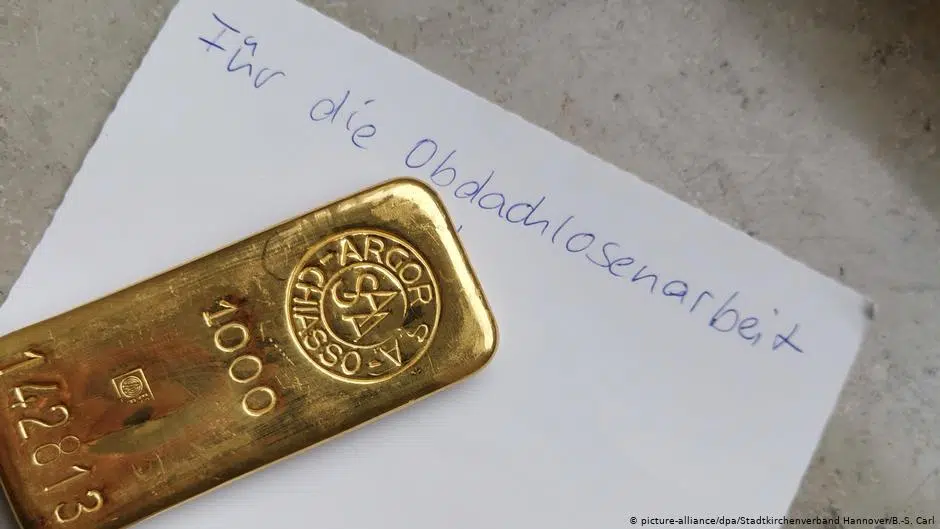 Für die Obdachlosenarbeit
ARGOR S.A.-CHIASSO-
1000
142813
© picture-alliance/dpa/Stadtkirchenverband Hannover/B.-S. Carl